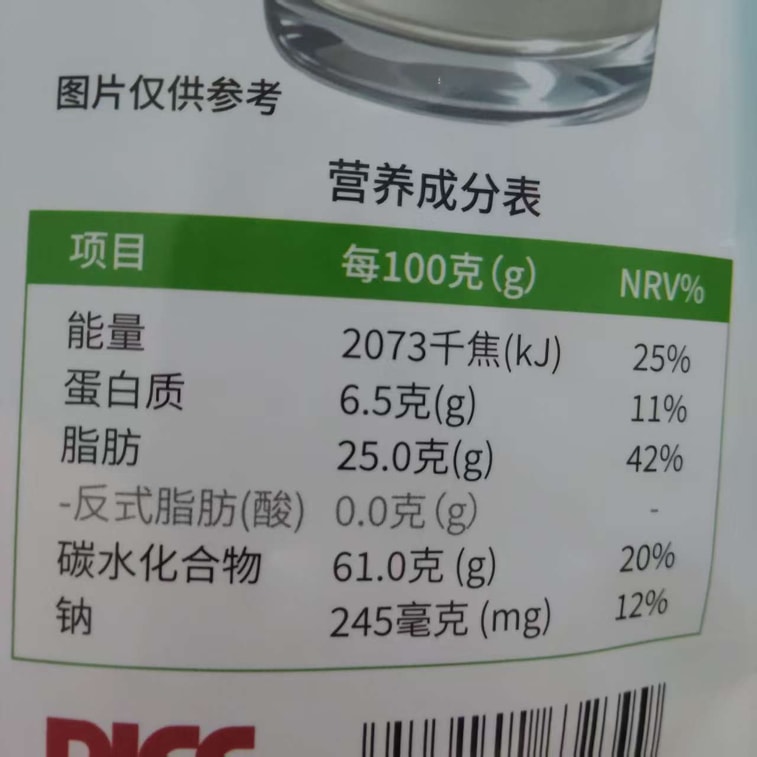 图片仅供参考
营养成分表
项目 每100克(g) NRV%
能量 2073千焦(kJ) 25%
蛋白质 6.5克(g) 11%
脂肪 25.0克(g) 42%
-反式脂肪(酸) 0.0克(g) -
碳水化合物 61.0克(g) 20%
钠 245毫克(mg) 12%
PICC